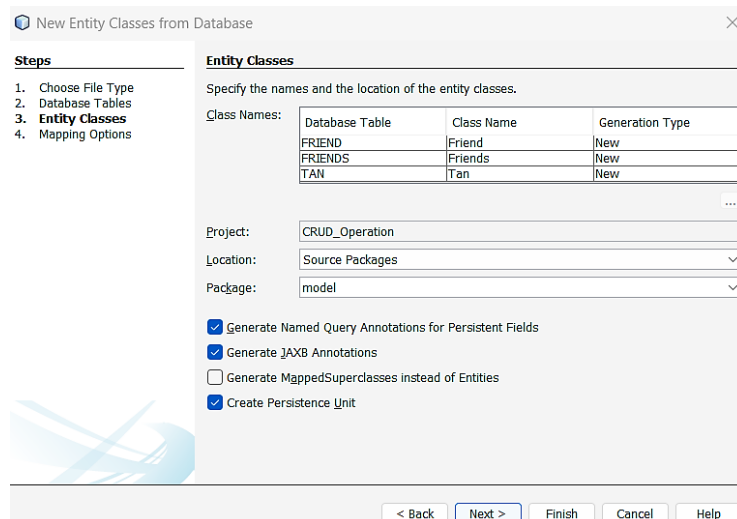 New Entity Classes from Database
Steps
1. Choose File Type
2. Database Tables
3. Entity Classes
4. Mapping Options
Entity Classes
Specify the names and the location of the entity classes.
Class Names:
Database Table Class Name Generation Type
FRIEND Friend New
FRIENDS Friends New
TAN Tan New
...
Project: CRUD_Operation
Location: Source Packages
Package: model
Generate Named Query Annotations for Persistent Fields
Generate JAXB Annotations
Generate MappedSuperclasses instead of Entities
Create Persistence Unit
< Back Next > Finish Cancel Help